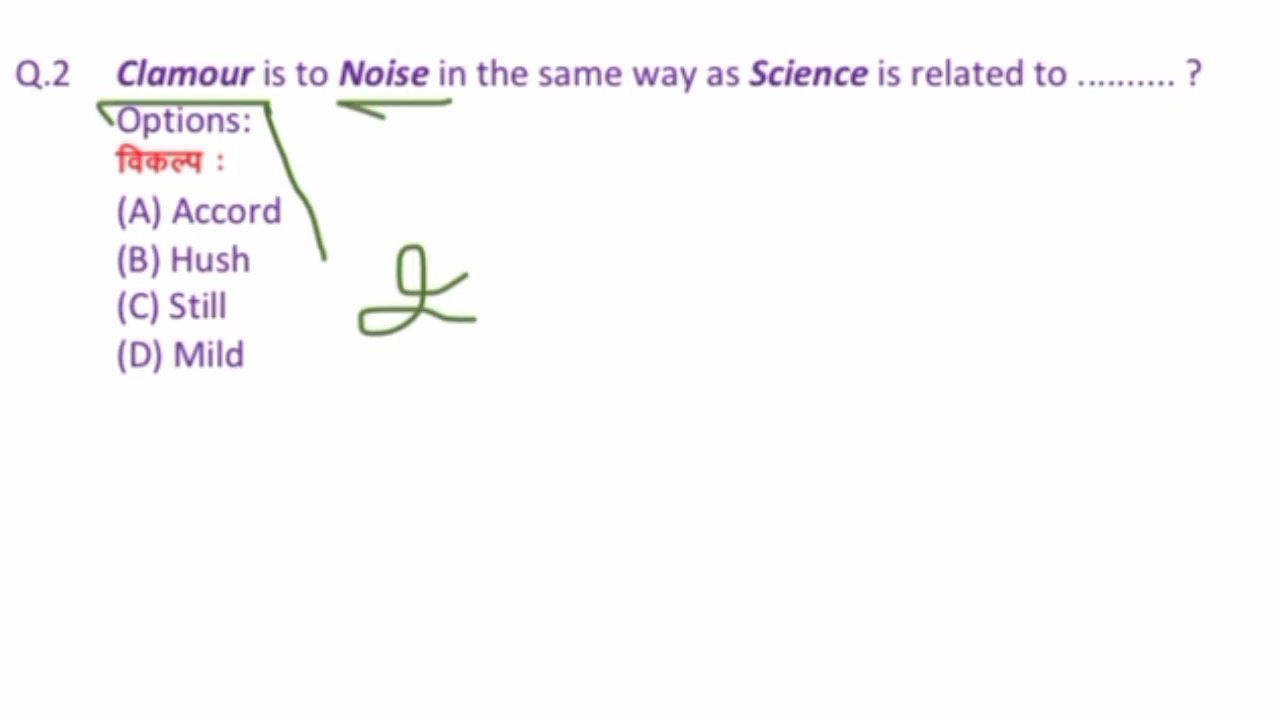 Q.2 Clamour is to Noise in the same way as Science is related to .......... ?
Options:
विकल्प :
(A) Accord
(B) Hush
(C) Still
(D) Mild